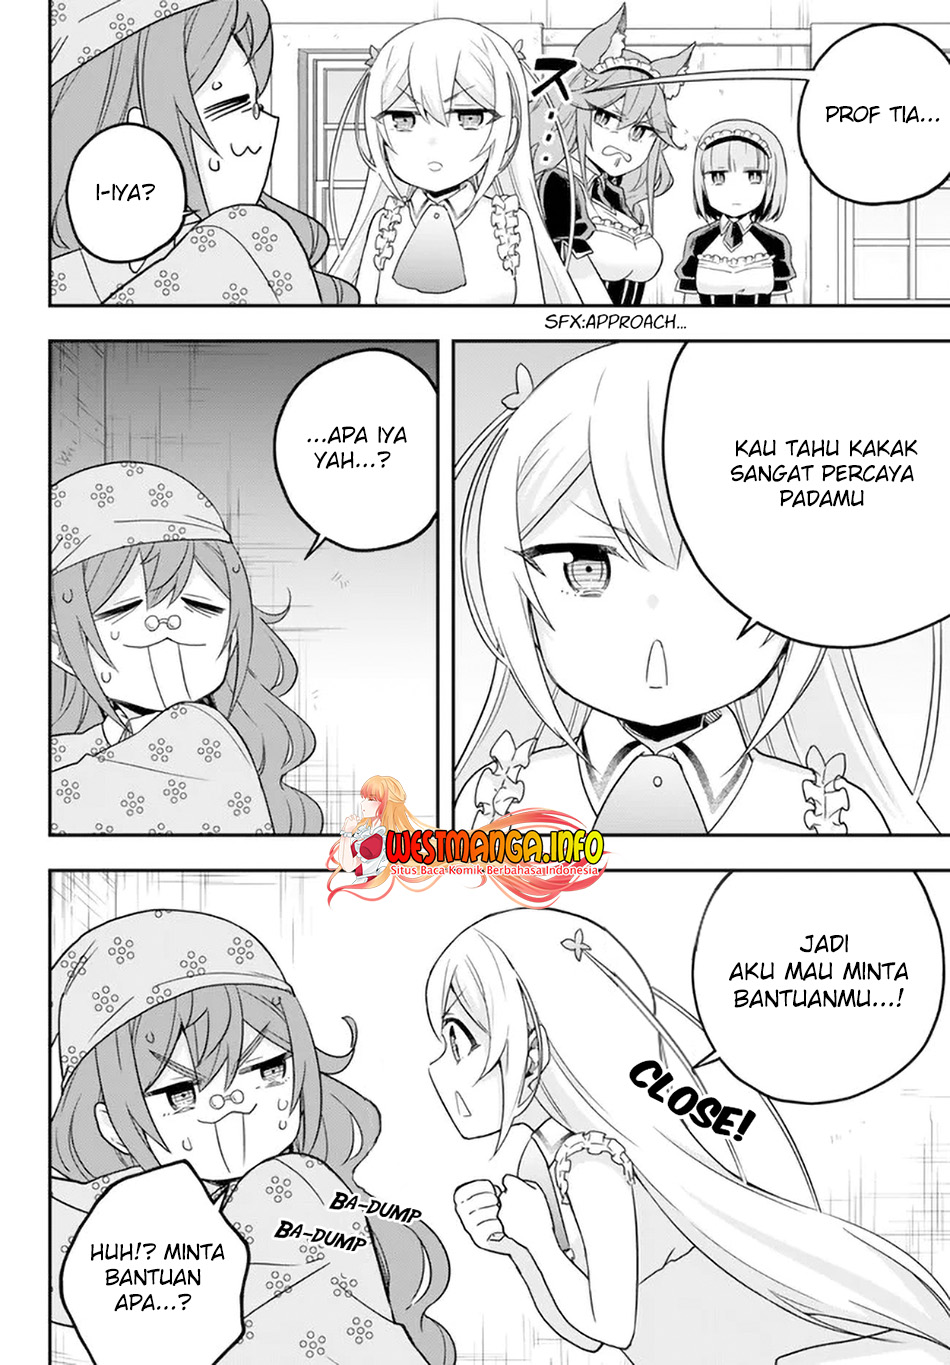 PROF TIA...
ス
I-IYA?
SFX:APPROACH...
KAU TAHU KAKAK
SANGAT PERCAYA
PADAMU
...APA IYA
YAH...?
WESTMANGA.INFO
Situs Baca Komik Berbahasa Indonesia
JADI
AKU MAU MINTA
BANTUANMU...!
CLOSE!
BA-DUMP
BA-DUMP
HUH!? MINTA
BANTUAN
APA...?